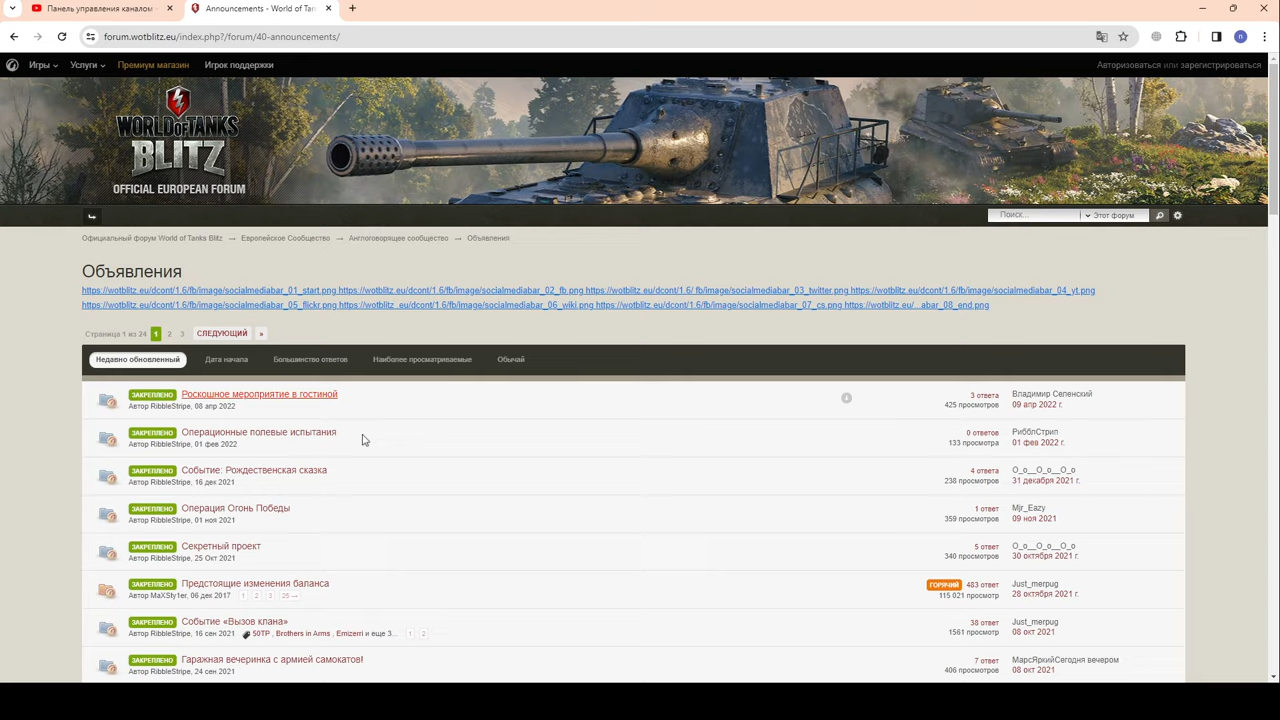 Панель управления каналом -
Announcements - World of Tan
forum.wotblitz.eu/index.php?/forum/40-announcements/
n
Игры Услуги Премиум магазин Игрок поддержки
Авторизоваться или зарегистрироваться
WORLD OF TANKS
BLITZ
OFFICIAL EUROPEAN FORUM
Поиск... Этот форум
Официальный форум World of Tanks Blitz → Европейское Сообщество → Англоговорящее сообщество → Объявления
Объявления
https://wotblitz.eu/dcont/1.6/fb/image/socialmediabar_01_start.png https://wotblitz.eu/dcont/1.6/fb/image/socialmediabar_02_fb.png https://wotblitz.eu/dcont/1.6/ fb/image/socialmediabar_03_twitter.png https://wotblitz.eu/dcont/1.6/fb/image/socialmediabar_04_yt.png
https://wotblitz.eu/dcont/1.6/fb/image/socialmediabar_05_flickr.png https://wotblitz .eu/dcont/1.6/fb/image/socialmediabar_06_wiki.png https://wotblitz.eu/dcont/1.6/fb/image/socialmediabar_07_cs.png https://wotblitz.eu/...abar_08_end.png
Страница 1 из 24 1 2 3 СЛЕДУЮЩИЙ »
Недавно обновленный Дата начала Большинство ответов Наиболее просматриваемые Обычай
ЗАКРЕПЛЕНО Роскошное мероприятие в гостиной 3 ответа Владимир Селенский
Автор RibbleStripe, 08 апр 2022 425 просмотров 09 апр 2022 г.
ЗАКРЕПЛЕНО Операционные полевые испытания 0 ответов РибблСтрип
Автор RibbleStripe, 01 фев 2022 133 просмотра 01 фев 2022 г.
ЗАКРЕПЛЕНО Событие: Рождественская сказка 4 ответа O_o__O_o__O_o
Автор RibbleStripe, 16 дек 2021 238 просмотров 31 декабря 2021 г.
ЗАКРЕПЛЕНО Операция Огонь Победы 1 ответ Mjr_Eazy
Автор RibbleStripe, 01 ноя 2021 359 просмотров 09 ноя 2021
ЗАКРЕПЛЕНО Секретный проект 5 ответ O_o__O_o__O_o
Автор RibbleStripe, 25 Окт 2021 340 просмотров 30 октября 2021 г.
ЗАКРЕПЛЕНО Предстоящие изменения баланса ГОРЯЧИЙ 483 ответ Just_merpug
Автор MaXSty1er, 06 дек 2017 1 2 3 25 → 115 021 просмотр 28 октября 2021 г.
ЗАКРЕПЛЕНО Событие «Вызов клана» 38 ответ Just_merpug
Автор RibbleStripe, 16 сен 2021 50TP , Brothers in Arms , Emizerri и еще 3... 1 2 1561 просмотр 08 окт 2021
ЗАКРЕПЛЕНО Гаражная вечеринка с армией самокатов! 7 ответ МарсЯркийСегодня вечером
Автор RibbleStripe, 24 сен 2021 406 просмотров 08 окт 2021